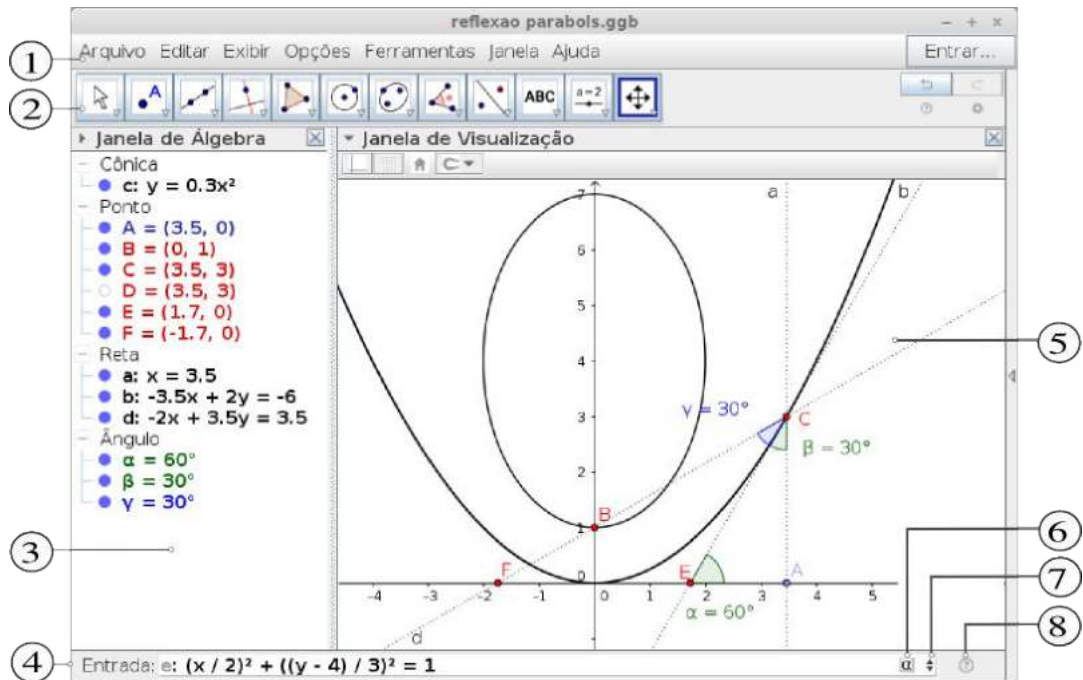 reflexao parabols.ggb
Arquivo Editar Exibir Opções Ferramentas Janela Ajuda
Entrar...
A
ABC
a=2
Janela de Álgebra
Janela de Visualização
Cônica
c: y = 0.3x²
Ponto
A = (3.5, 0)
B = (0, 1)
C = (3.5, 3)
D = (3.5, 3)
E = (1.7, 0)
F = (-1.7, 0)
Reta
a: x = 3.5
b: -3.5x + 2y = -6
d: -2x + 3.5y = 3.5
Ângulo
α = 60°
β = 30°
γ = 30°
a
b
7
6
5
4
3
2
1
0
γ = 30°
C
β = 30°
B
F
E
A
-4 -3 -2 -1 0 1 2 3 4 5
α = 60°
d
Entrada: e: (x / 2)² + ((y - 4) / 3)² = 1
α
1
2
3
4
5
6
7
8